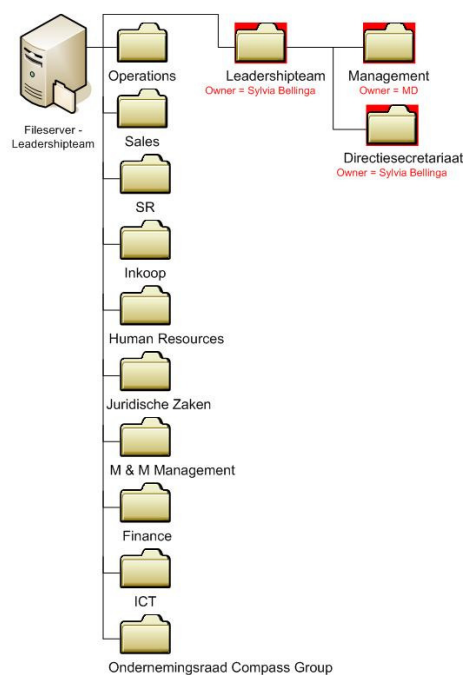 Operations
Leadershipteam
Owner = Sylvia Bellinga
Management
Owner = MD
Fileserver -
Leadershipteam
Sales
Directiesecretariaat
Owner = Sylvia Bellinga
SR
Inkoop
Human Resources
Juridische Zaken
M & M Management
Finance
ICT
Ondernemingsraad Compass Group